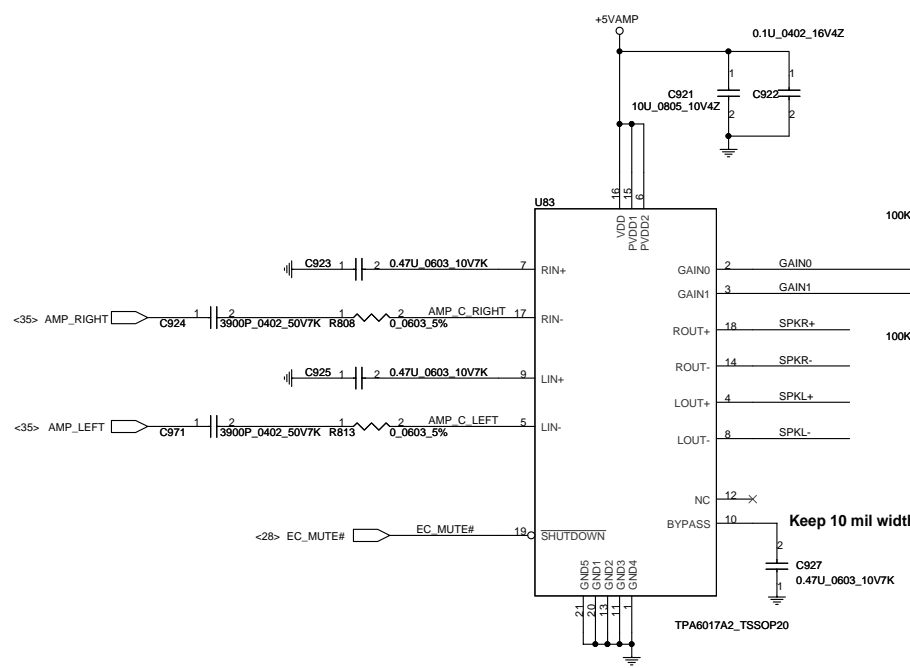 +5VAMP
0.1U_0402_16V4Z
1
1
C921
C922
10U_0805_10V4Z
2
2
16
15
6
U83
VDD
PVDD1
PVDD2
100K
C923 1 2 0.47U_0603_10V7K 7 RIN+
GAIN0 2 GAIN0
GAIN1 3 GAIN1
<35> AMP_RIGHT 1 2 1 2 AMP_C_RIGHT 17 RIN-
C924 3900P_0402_50V7K R808 0_0603_5%
ROUT+ 18 SPKR+
100K
ROUT- 14 SPKR-
C925 1 2 0.47U_0603_10V7K 9 LIN+
LOUT+ 4 SPKL+
<35> AMP_LEFT 1 2 1 2 AMP_C_LEFT 5 LIN-
C971 3900P_0402_50V7K R813 0_0603_5%
LOUT- 8 SPKL-
NC 12
BYPASS 10 Keep 10 mil width
<28> EC_MUTE# EC_MUTE# 19 SHUTDOWN
2
C927
1 0.47U_0603_10V7K
GND5
GND1
GND2
GND3
GND4
21
20
13
11
1
TPA6017A2_TSSOP20